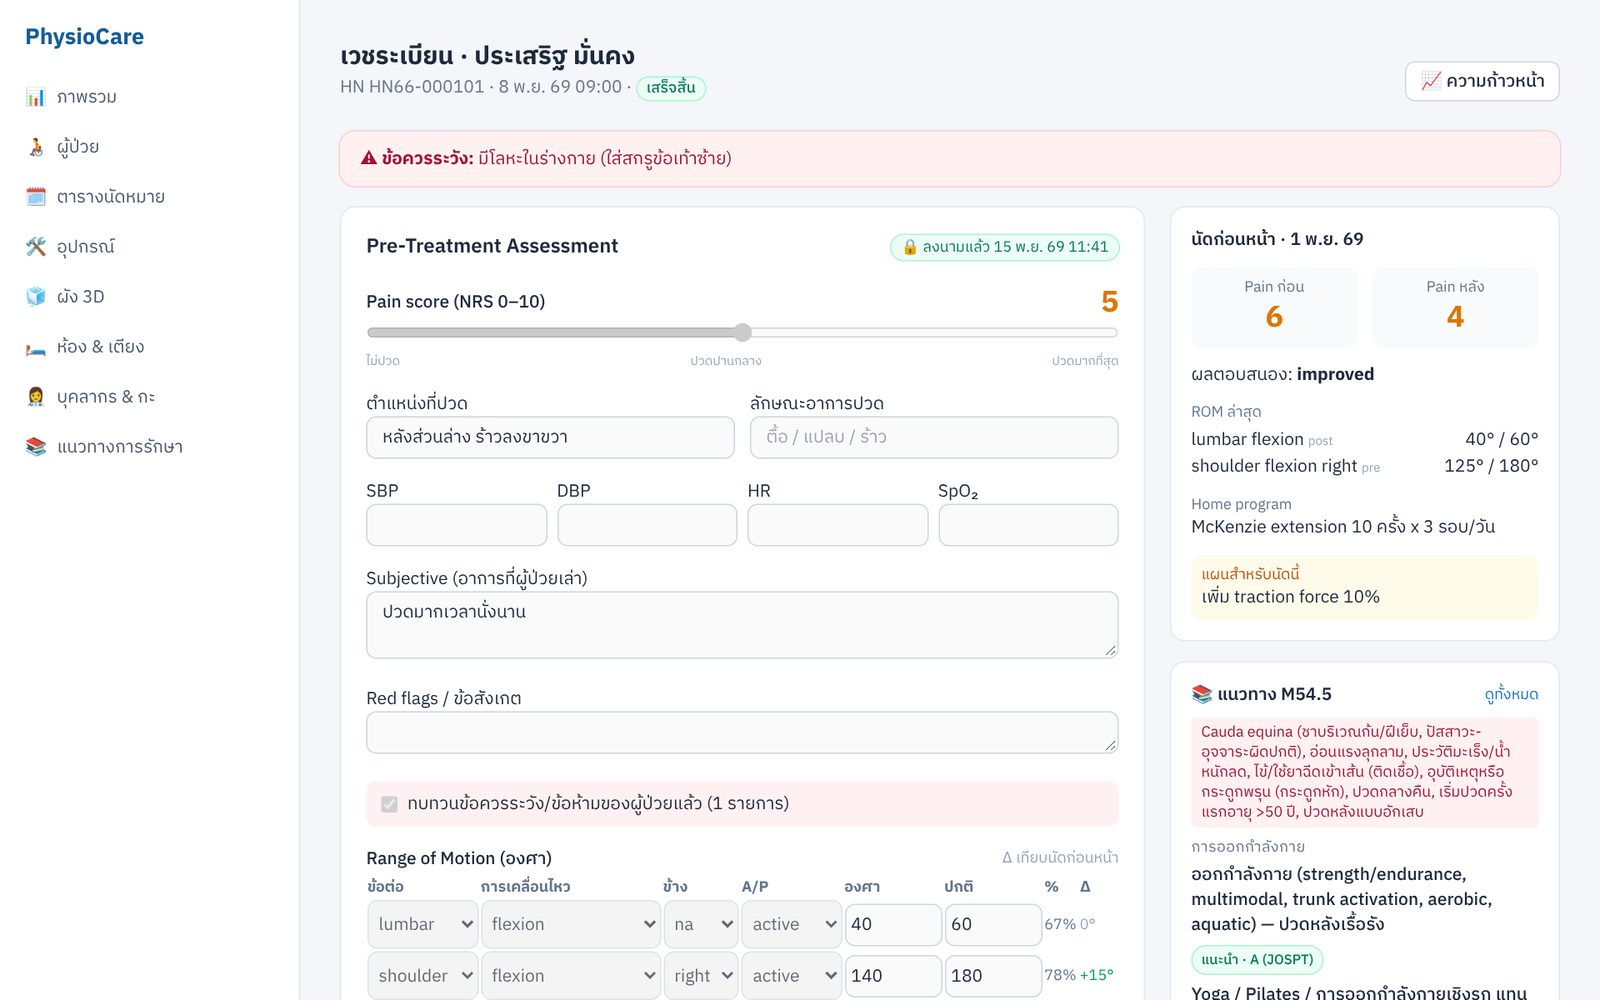 PhysioCare
ภาพรวม
ผู้ป่วย
ตารางนัดหมาย
อุปกรณ์
ผัง 3D
ห้อง & เตียง
บุคลากร & กะ
แนวทางการรักษา
เวชระเบียน · ประเสริฐ มั่นคง
HN HN66-000101 · 8 พ.ย. 69 09:00 · เสร็จสิ้น
ความก้าวหน้า
ข้อควรระวัง: มีโลหะในร่างกาย (ใส่สกรูข้อเท้าซ้าย)
Pre-Treatment Assessment
ลงนามแล้ว 15 พ.ย. 69 11:41
Pain score (NRS 0–10)
5
ไม่ปวด
ปวดปานกลาง
ปวดมากที่สุด
ตำแหน่งที่ปวด
ลักษณะอาการปวด
หลังส่วนล่าง ร้าวลงขาขวา
ตื้อ / แปลบ / ร้าว
SBP
DBP
HR
SpO₂
Subjective (อาการที่ผู้ป่วยเล่า)
ปวดมากเวลานั่งนาน
Red flags / ข้อสังเกต
ทบทวนข้อควรระวัง/ข้อห้ามของผู้ป่วยแล้ว (1 รายการ)
Range of Motion (องศา)
Δ เทียบนัดก่อนหน้า
ข้อต่อ การเคลื่อนไหว ข้าง A/P องศา ปกติ % Δ
lumbar flexion na active 40 60 67% 0°
shoulder flexion right active 140 180 78% +15°
นัดก่อนหน้า · 1 พ.ย. 69
Pain ก่อน
6
Pain หลัง
4
ผลตอบสนอง: improved
ROM ล่าสุด
lumbar flexion post 40° / 60°
shoulder flexion right pre 125° / 180°
Home program
McKenzie extension 10 ครั้ง x 3 รอบ/วัน
แผนสำหรับนัดนี้
เพิ่ม traction force 10%
แนวทาง M54.5
ดูทั้งหมด
Cauda equina (ชาบริเวณก้น/ฝีเย็บ, ปัสสาวะ-
อุจจาระผิดปกติ), อ่อนแรงลุกลาม, ประวัติมะเร็ง/น้ำ
หนักลด, ไข้/ใช้ยาฉีดเข้าเส้น (ติดเชื้อ), อุบัติเหตุหรือ
กระดูกพรุน (กระดูกหัก), ปวดกลางคืน, เริ่มปวดครั้ง
แรกอายุ >50 ปี, ปวดหลังแบบอักเสบ
การออกกำลังกาย
ออกกำลังกาย (strength/endurance,
multimodal, trunk activation, aerobic,
aquatic) — ปวดหลังเรื้อรัง
แนะนำ · A (JOSPT)
Yoga / Pilates / การออกกำลังกายเชิงรุก แทน